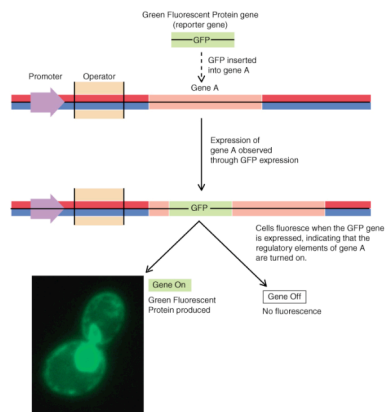 Green Fluorescent Protein gene
(reporter gene)
GFP
GFP inserted
into gene A
Promoter
Operator
Gene A
Expression of
gene A observed
through GFP expression
GFP
Cells fluoresce when the GFP gene
is expressed, indicating that the
regulatory elements of gene A
are turned on.
Gene On
Green Fluorescent
Protein produced
Gene Off
No fluorescence